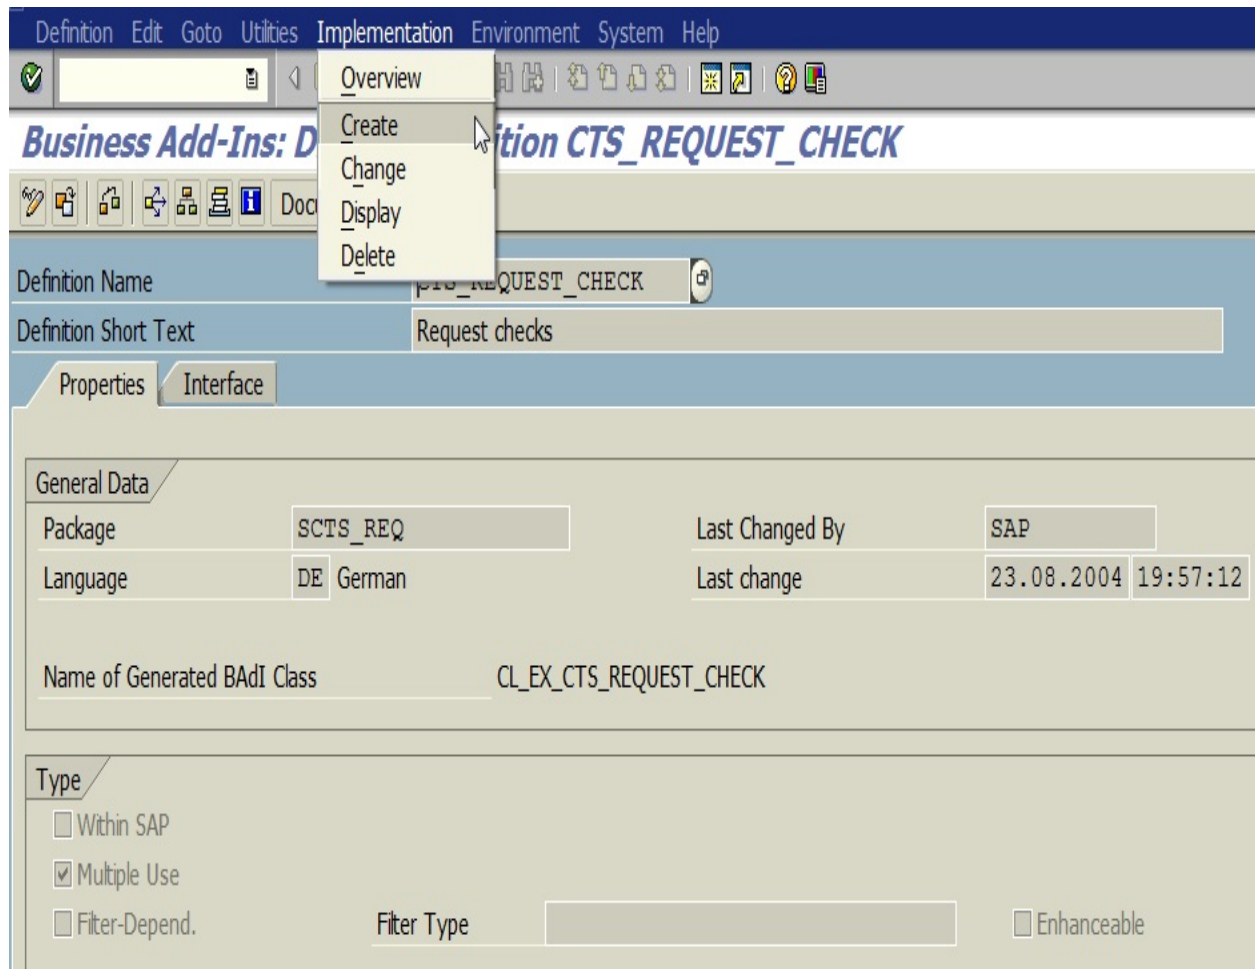 Definition Edit Goto Utilities Implementation Environment System Help
Overview
Create
Change
Display
Delete
Business Add-Ins: D ition CTS_REQUEST_CHECK
Docu
Definition Name CTS_REQUEST_CHECK
Definition Short Text Request checks
Properties Interface
General Data
Package SCTS_REQ Last Changed By SAP
Language DE German Last change 23.08.2004 19:57:12
Name of Generated BAdI Class CL_EX_CTS_REQUEST_CHECK
Type
Within SAP
Multiple Use
Filter-Depend. Filter Type Enhanceable